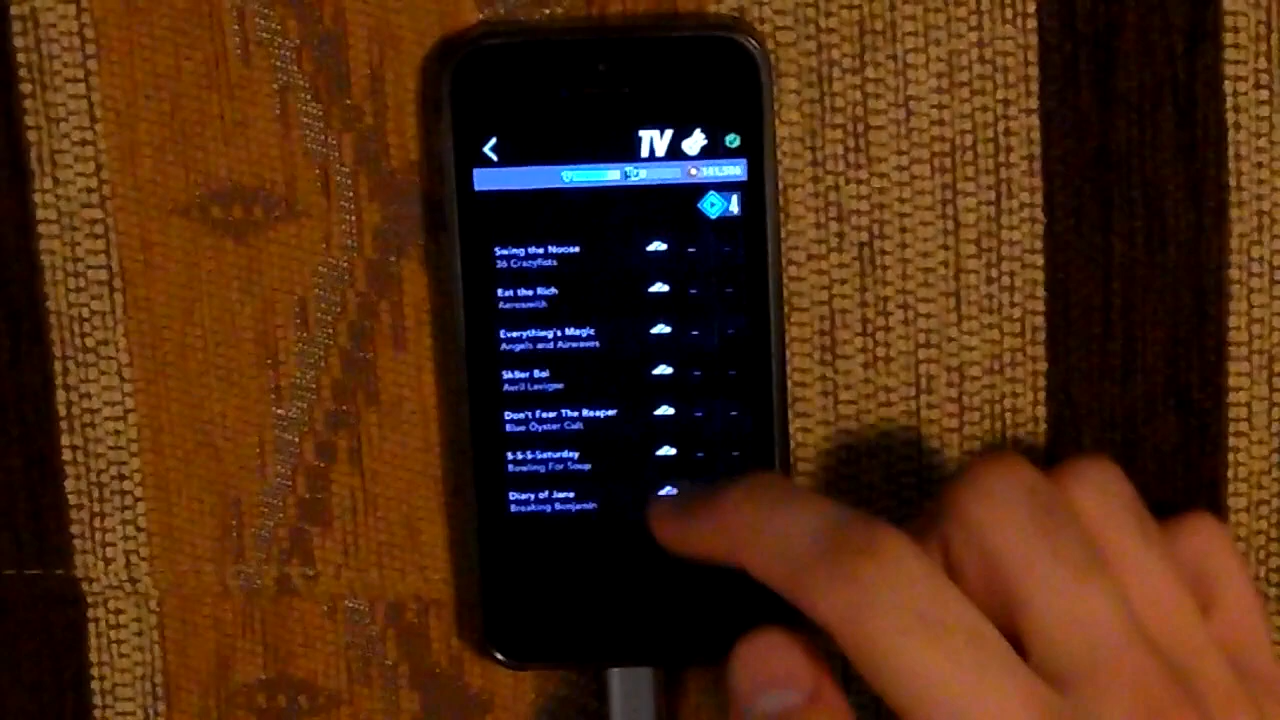 TV
4
Swing the Noose
36 Crazyfists
Eat the Rich
Aerosmith
Everything's Magic
Angels and Airwaves
Sk8er Boi
Avril Lavigne
Don't Fear The Reaper
Blue Oyster Cult
S-S-S-Saturday
Bowling For Soup
Diary of Jane
Breaking Benjamin